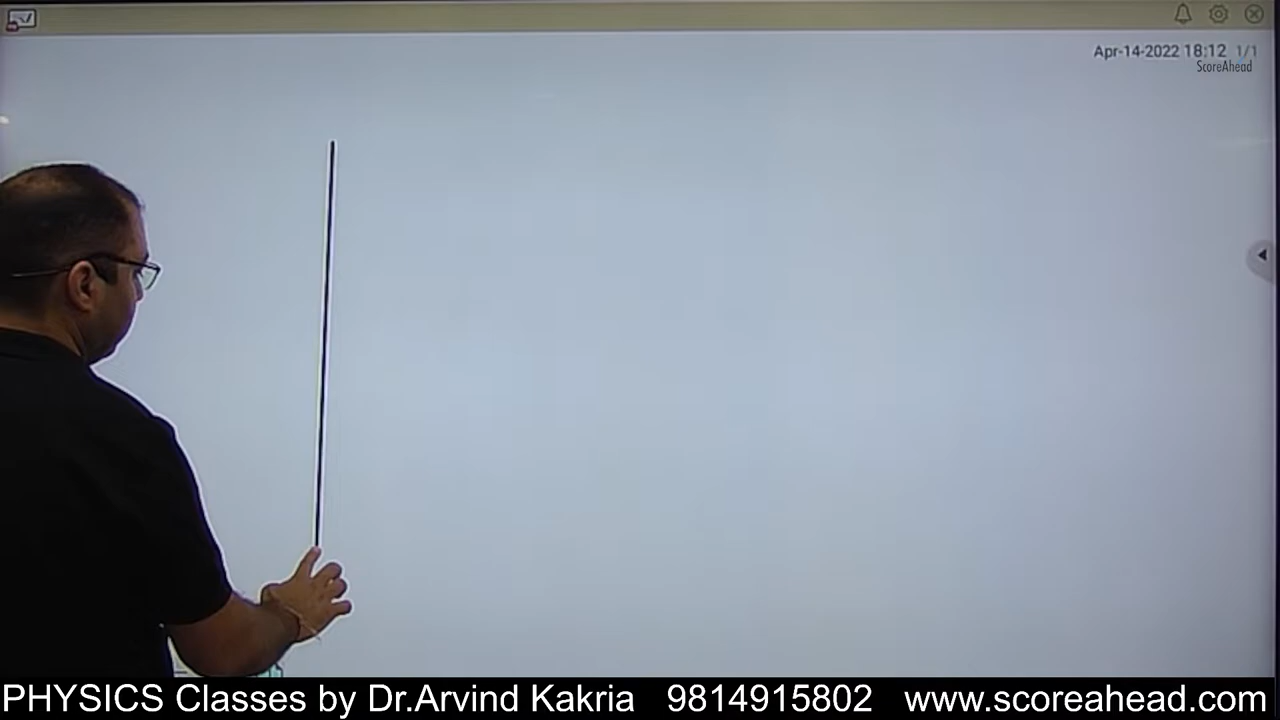 Apr-14-2022 18:12 1/1
ScoreAhead
PHYSICS Classes by Dr.Arvind Kakria 9814915802 www.scoreahead.com